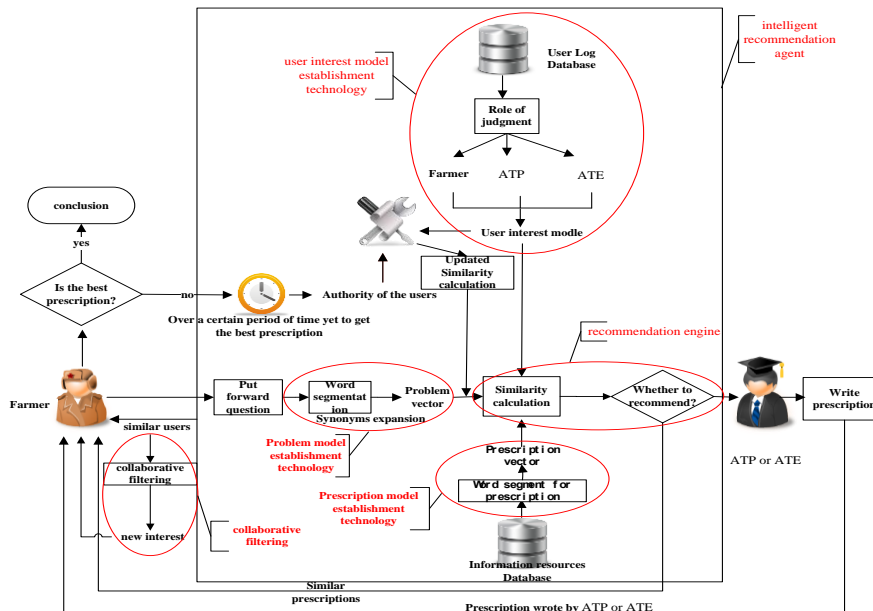 intelligent
recommendation
agent
user interest model
establishment
technology
User Log
Database
Role of
judgment
Farmer
ATP
ATE
User interest modle
conclusion
yes
Is the best
prescription?
no
Over a certain period of time yet to get
the best prescription
Authority of the users
Updated
Similarity
calculation
recommendation engine
Farmer
Put
forward
question
Word
segmentat
ion
Synonyms expansion
Problem
vector
Similarity
calculation
Whether to
recommend?
Write
prescription
ATP or ATE
similar users
collaborative
filtering
new interest
collaborative
filtering
Problem model
establishment
technology
Prescription model
establishment
technology
Prescription
vector
Word segment for
prescription
Information resources
Database
Similar
prescriptions
Prescription wrote by ATP or ATE